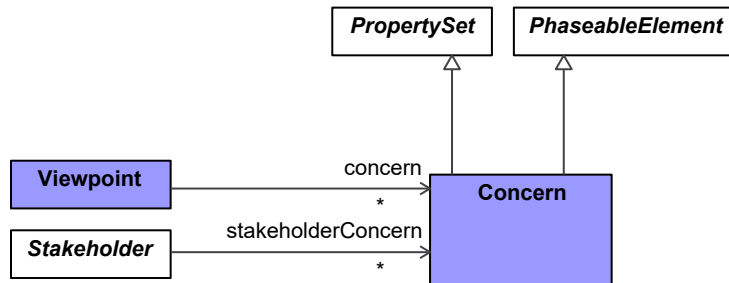 PropertySet
PhaseableElement
Viewpoint
concern
*
Concern
Stakeholder
stakeholderConcern
*